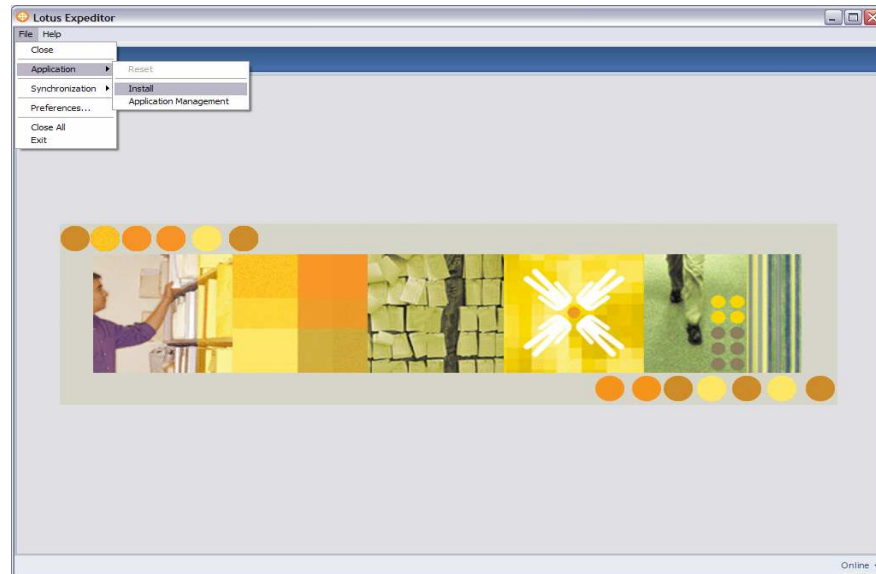 Lotus Expeditor
File Help
Close
Application
Synchronization
Preferences...
Close All
Exit
Reset
Install
Application Management
Online